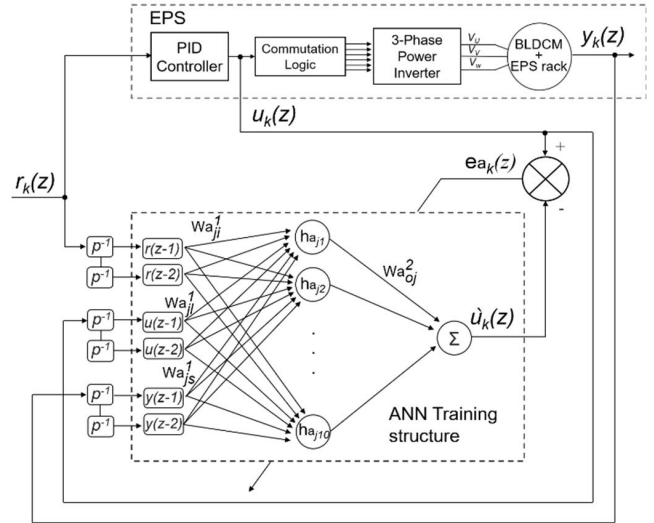 EPS
PID
Controller
Commutation
Logic
3-Phase
Power
Inverter
V_U
V_V
V_w
BLDCM
+
EPS rack
y_k(z)
u_k(z)
r_k(z)
+
ea_k(z)
-
p^-1
r(z-1)
p^-1
r(z-2)
p^-1
u(z-1)
p^-1
u(z-2)
p^-1
y(z-1)
p^-1
y(z-2)
Wa^1_ji
Wa^1_jl
Wa^1_js
ha_j1
ha_j2
.
.
.
ha_j10
Wa^2_oj
Σ
ù_k(z)
ANN Training
structure